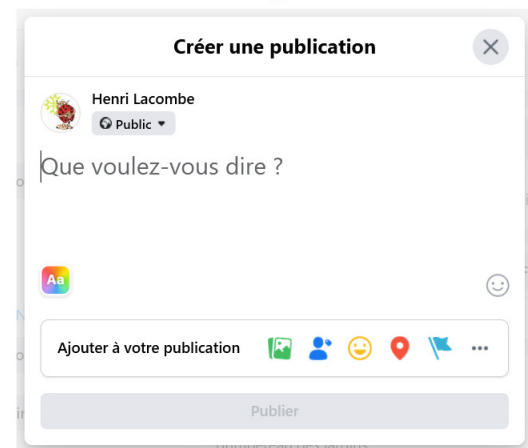 Créer une publication
Henri Lacombe
Public
Que voulez-vous dire ?
Aa
Ajouter à votre publication
Publier